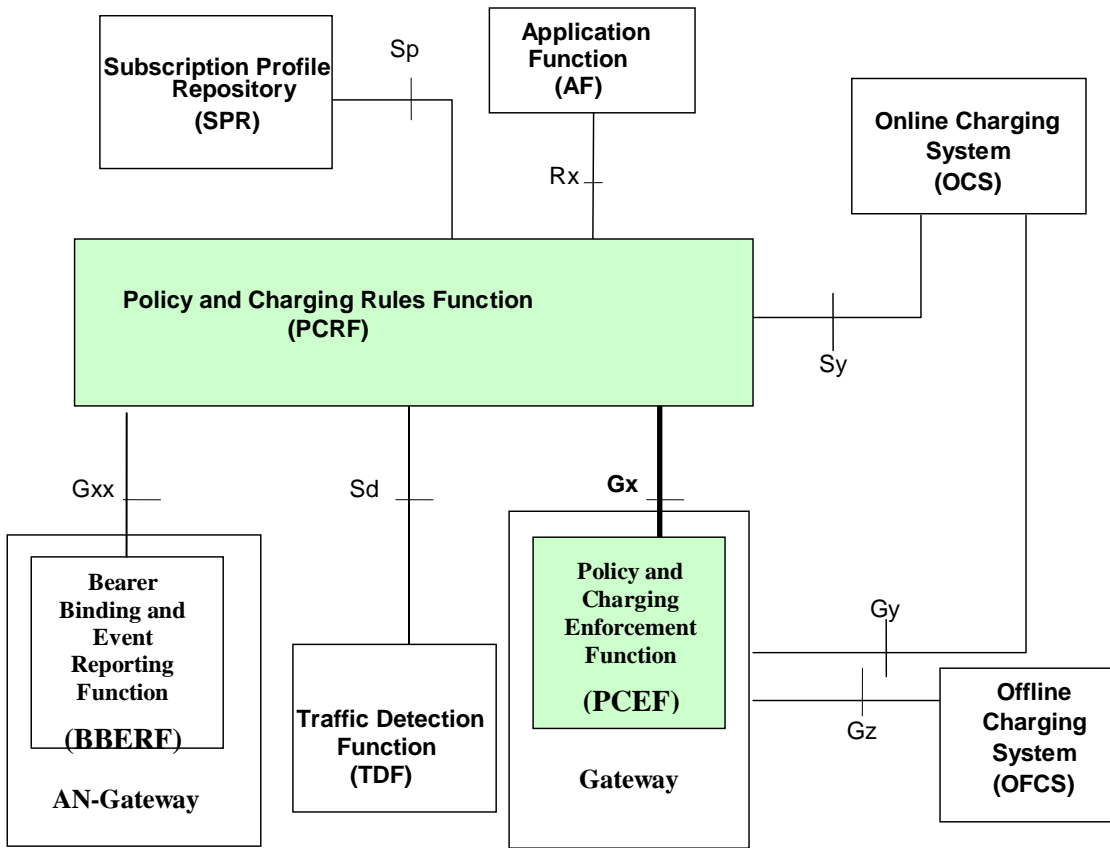 Sp
Subscription Profile
Repository
(SPR)
Application
Function
(AF)
Online Charging
System
(OCS)
Rx
Policy and Charging Rules Function
(PCRF)
Sy
Gxx
Sd
Gx
Bearer
Binding and
Event
Reporting
Function
(BBERF)
AN-Gateway
Traffic Detection
Function
(TDF)
Policy and
Charging
Enforcement
Function
(PCEF)
Gateway
Gy
Gz
Offline
Charging
System
(OFCS)